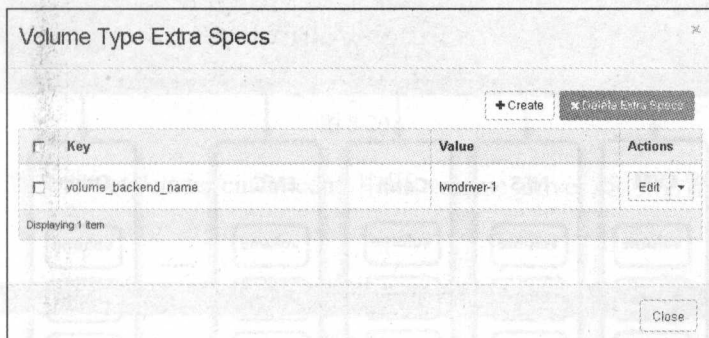 Volume Type Extra Specs
×
+ Create × Delete Extra Specs
Key Value Actions
volume_backend_name lvmdriver-1 Edit
Displaying 1 item
Close